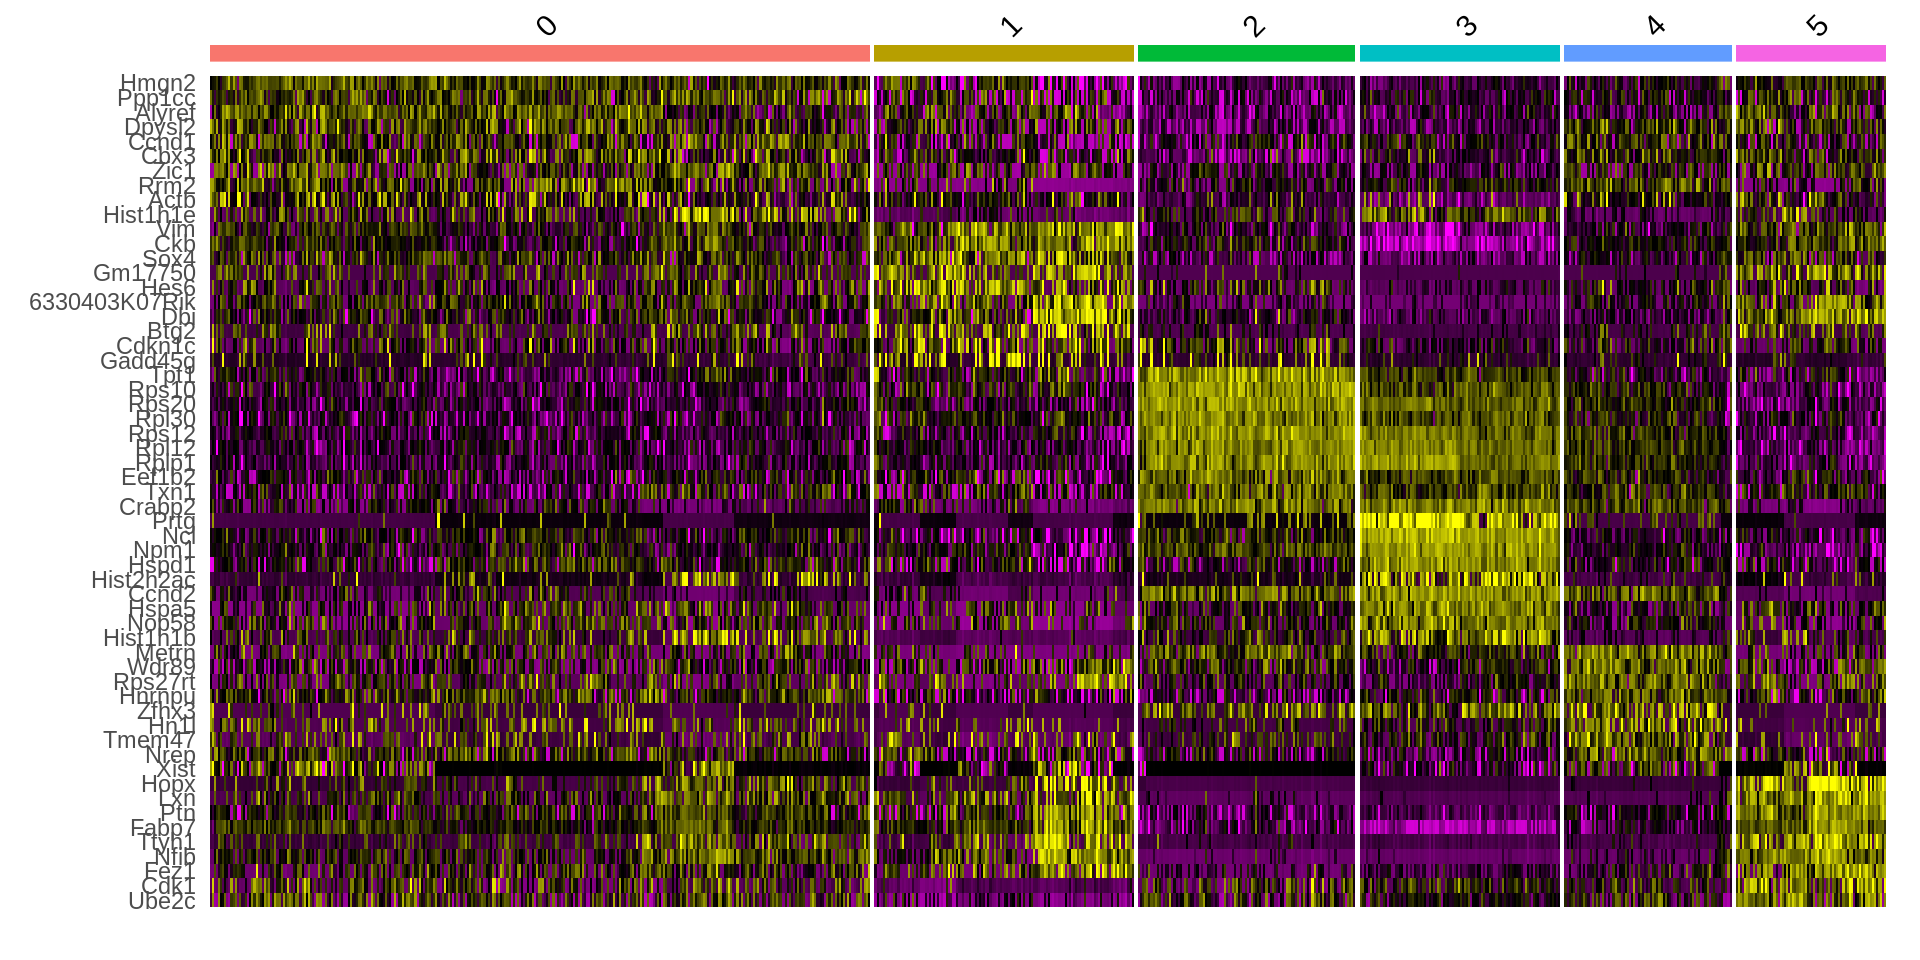 0 1 2 3 4 5
Hmgn2
Ppp1cc
Alyref
Dpysl2
Ccnd1
Cbx3
Zic1
Rrm2
Actb
Hist1h1e
Vim
Ckb
Sox4
Gm17750
Hes6
6330403K07Rik
Dbi
Btg2
Cdkn1c
Gadd45g
Tpt1
Rps10
Rps20
Rpl30
Rps12
Rpl12
Rplp1
Eef1b2
Txn1
Crabp2
Prtg
Ncl
Npm1
Hspd1
Hist2h2ac
Ccnd2
Hspa5
Nop58
Hist1h1b
Metrn
Wdr89
Rps27rt
Hnrnpu
Zfhx3
Hn1l
Tmem47
Nrep
Xist
Hopx
Lxn
Ptn
Fabp7
Ttyh1
Nfib
Fez1
Cdk1
Ube2c